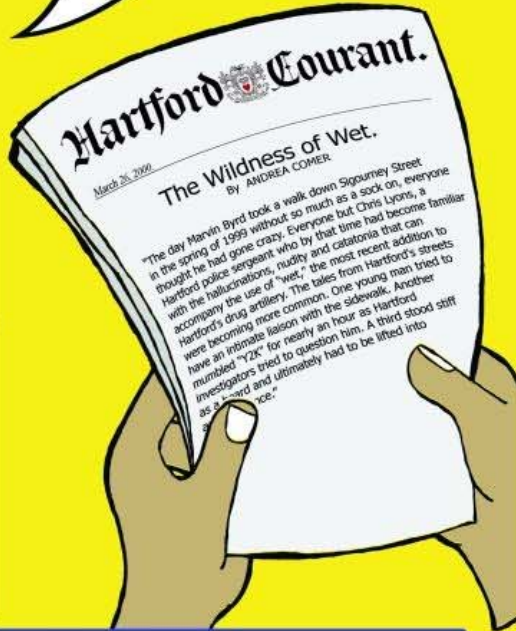 Hartford Courant.
March 26, 2000
The Wildness of Wet.
By ANDREA COMER
"The day Marvin Byrd took a walk down Sigourney Street
in the spring of 1999 without so much as a sock on, everyone
thought he had gone crazy. Everyone but Chris Lyons, a
Hartford police sergeant who by that time had become familiar
with the hallucinations, nudity and catatonia that can
accompany the use of "wet," the most recent addition to
Hartford's drug artillery. The tales from Hartford's streets
were becoming more common. One young man tried to
have an intimate liaison with the sidewalk. Another
mumbled "Y2K" for nearly an hour as Hartford
investigators tried to question him. A third stood stiff
as a and ultimately had to be lifted into